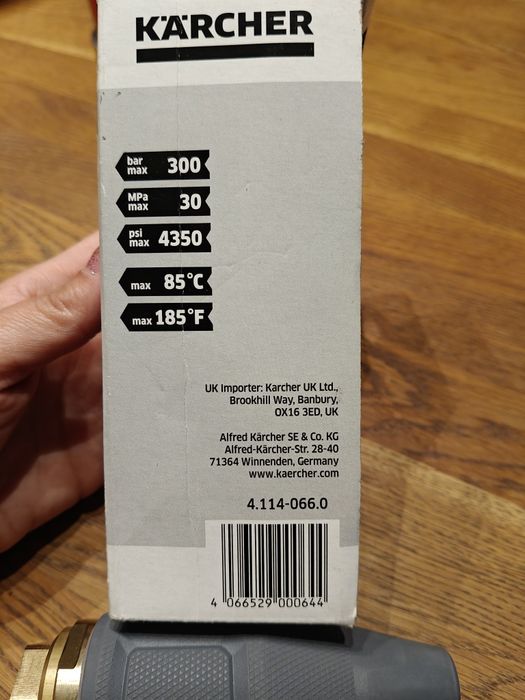 KÄRCHER
bar
max 300
MPa
max 30
psi
max 4350
max 85°C
max 185°F
UK Importer: Karcher UK Ltd.,
Brookhill Way, Banbury,
OX16 3ED, UK
Alfred Kärcher SE & Co. KG
Alfred-Kärcher-Str. 28-40
71364 Winnenden, Germany
www.kaercher.com
4.114-066.0
4 066529 000644